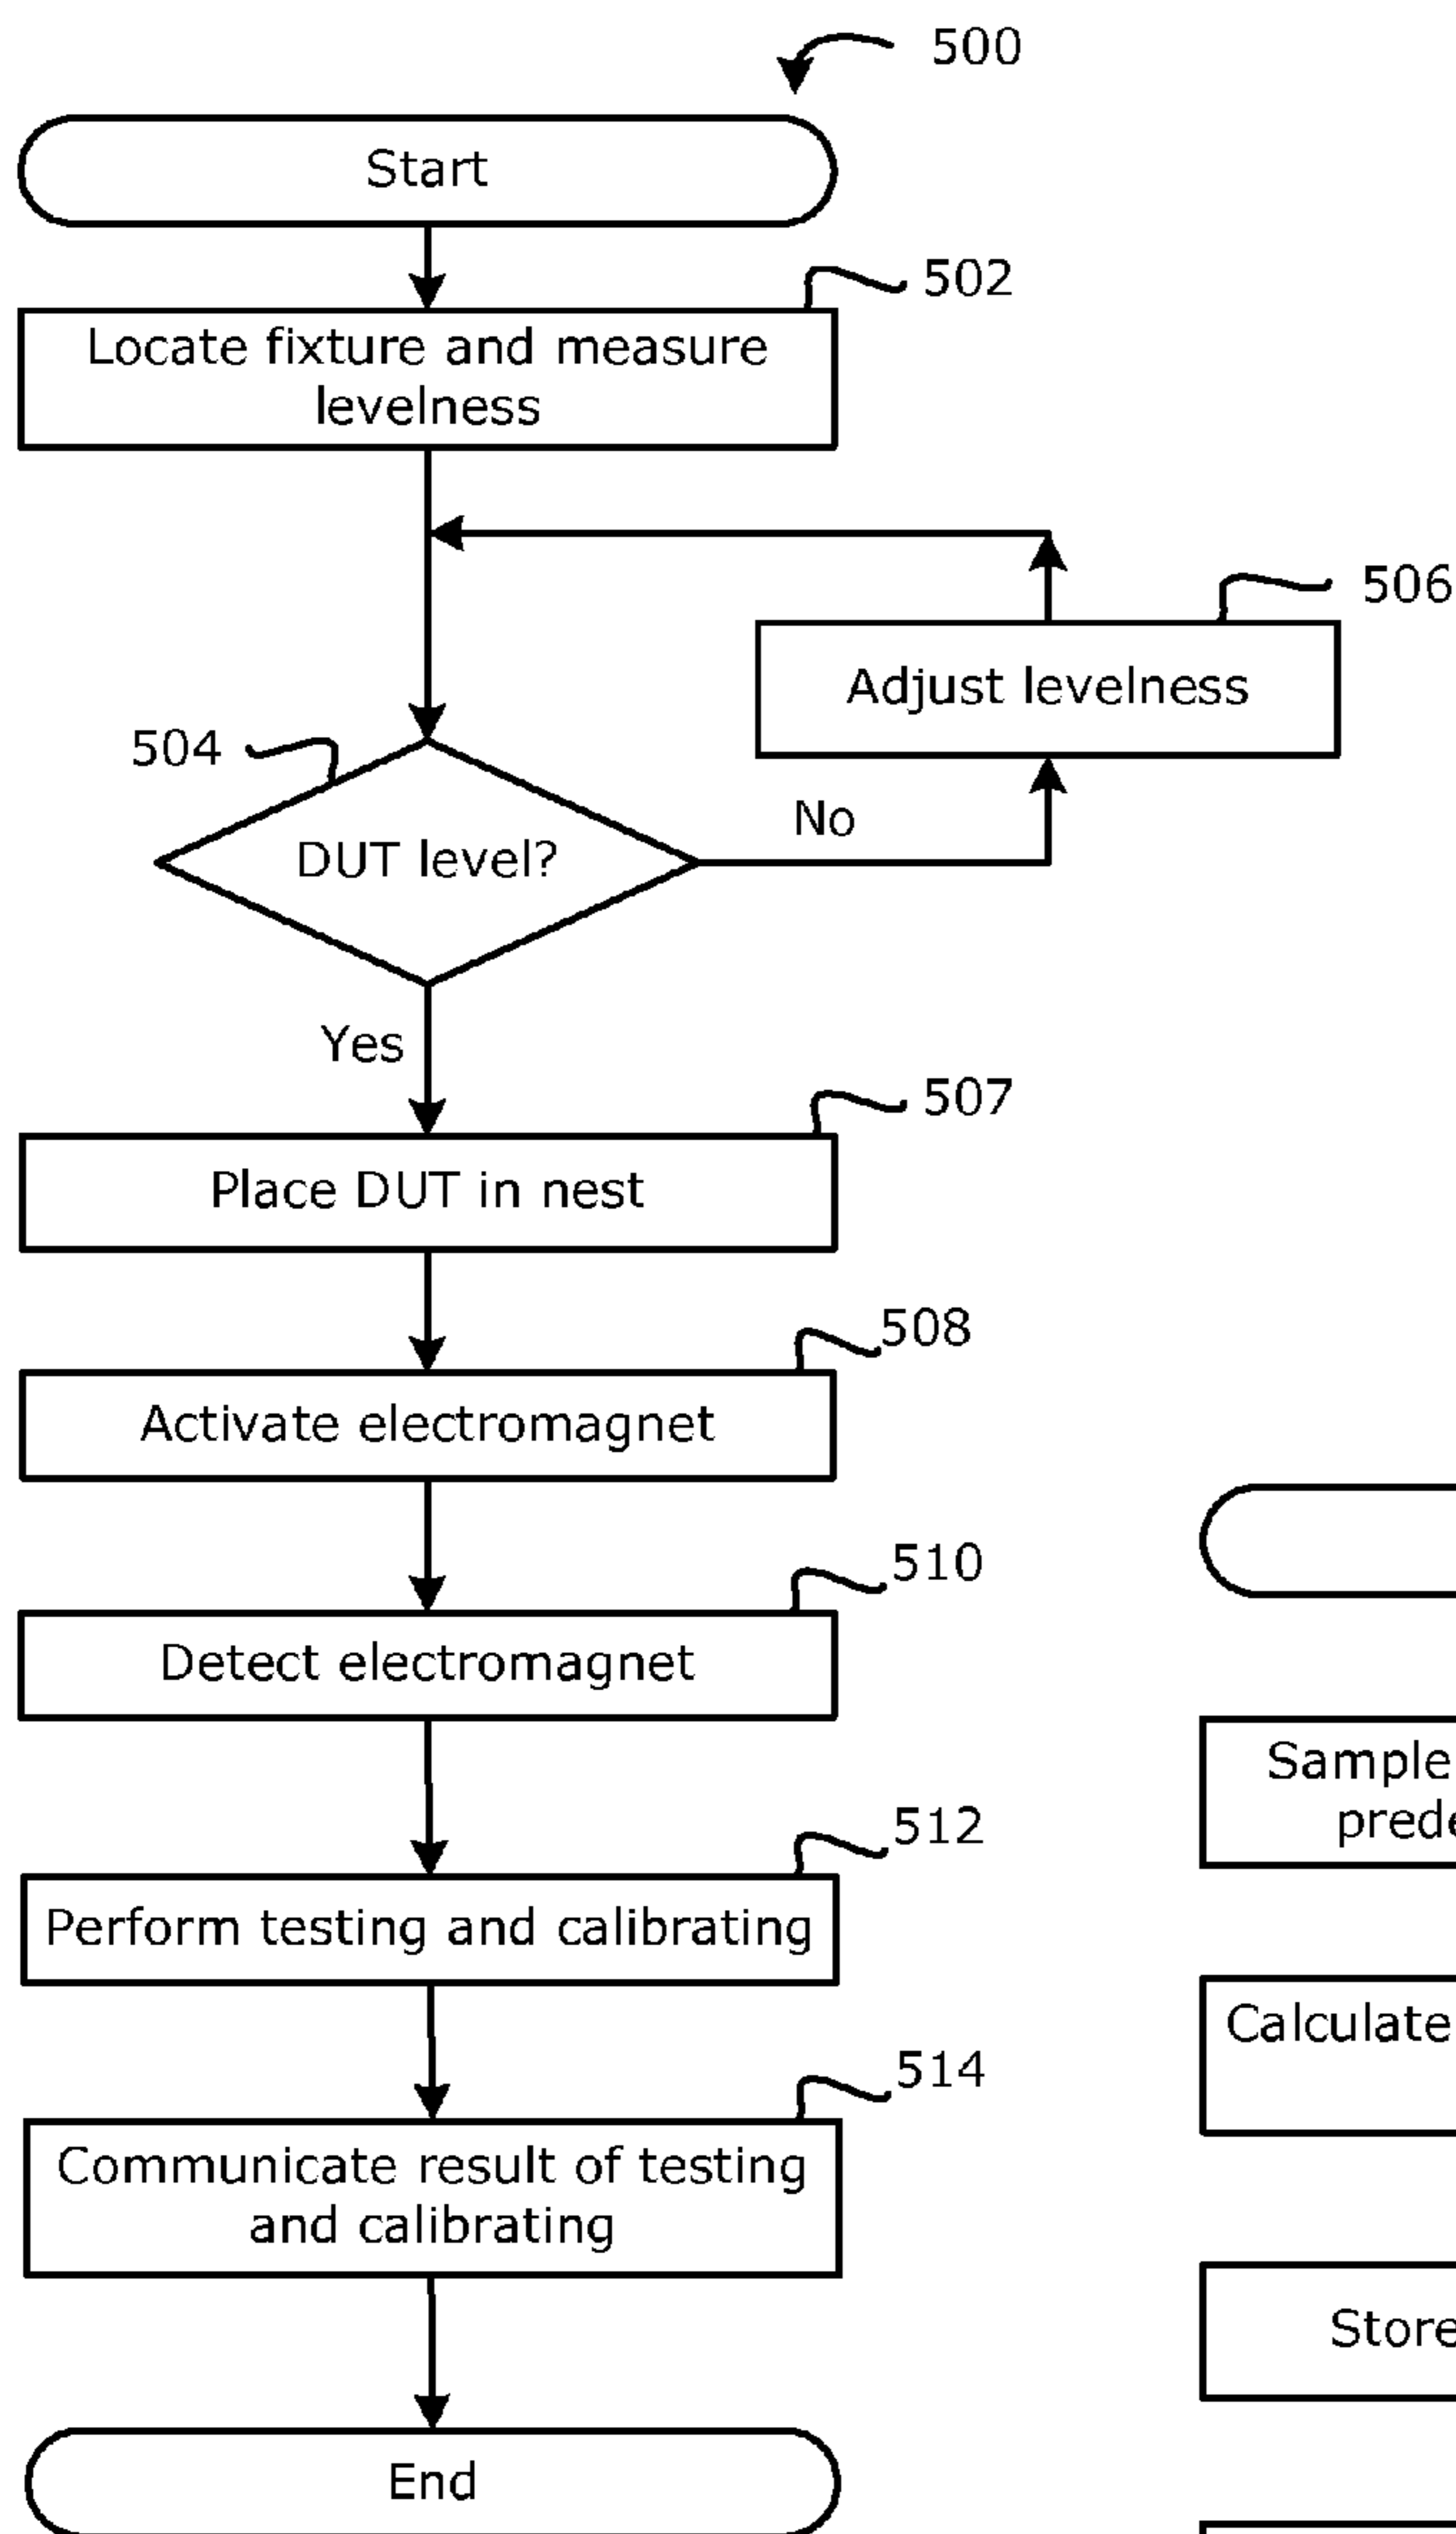 500
Start
502
Locate fixture and measure
levelness
506
Adjust levelness
504
DUT level?
No
Yes
507
Place DUT in nest
508
Activate electromagnet
510
Detect electromagnet
512
Perform testing and calibrating
514
Communicate result of testing
and calibrating
End
Sample
Calculate
Store